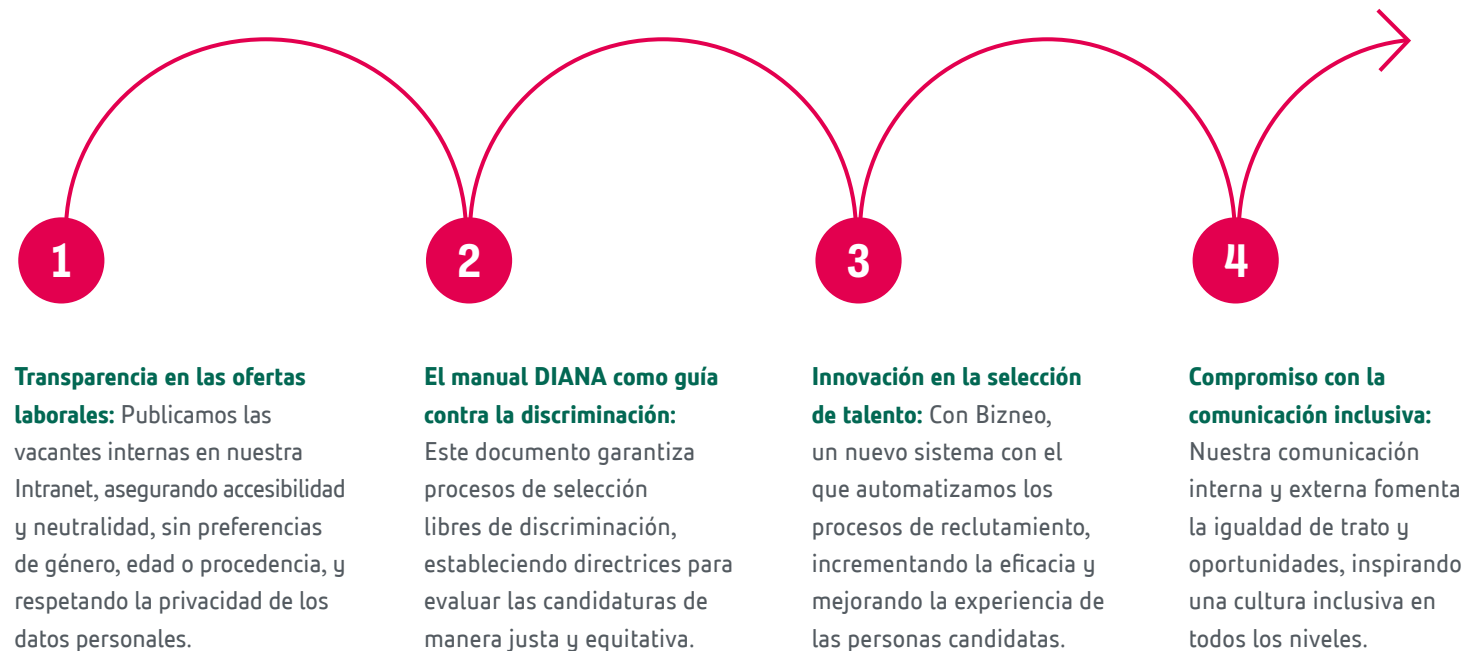 1
Transparencia en las ofertas
laborales: Publicamos las
vacantes internas en nuestra
Intranet, asegurando accesibilidad
y neutralidad, sin preferencias
de género, edad o procedencia, y
respetando la privacidad de los
datos personales.
2
El manual DIANA como guía
contra la discriminación:
Este documento garantiza
procesos de selección
libres de discriminación,
estableciendo directrices para
evaluar las candidaturas de
manera justa y equitativa.
3
Innovación en la selección
de talento: Con Bizneo,
un nuevo sistema con el
que automatizamos los
procesos de reclutamiento,
incrementando la eficacia y
mejorando la experiencia de
las personas candidatas.
4
Compromiso con la
comunicación inclusiva:
Nuestra comunicación
interna y externa fomenta
la igualdad de trato y
oportunidades, inspirando
una cultura inclusiva en
todos los niveles.